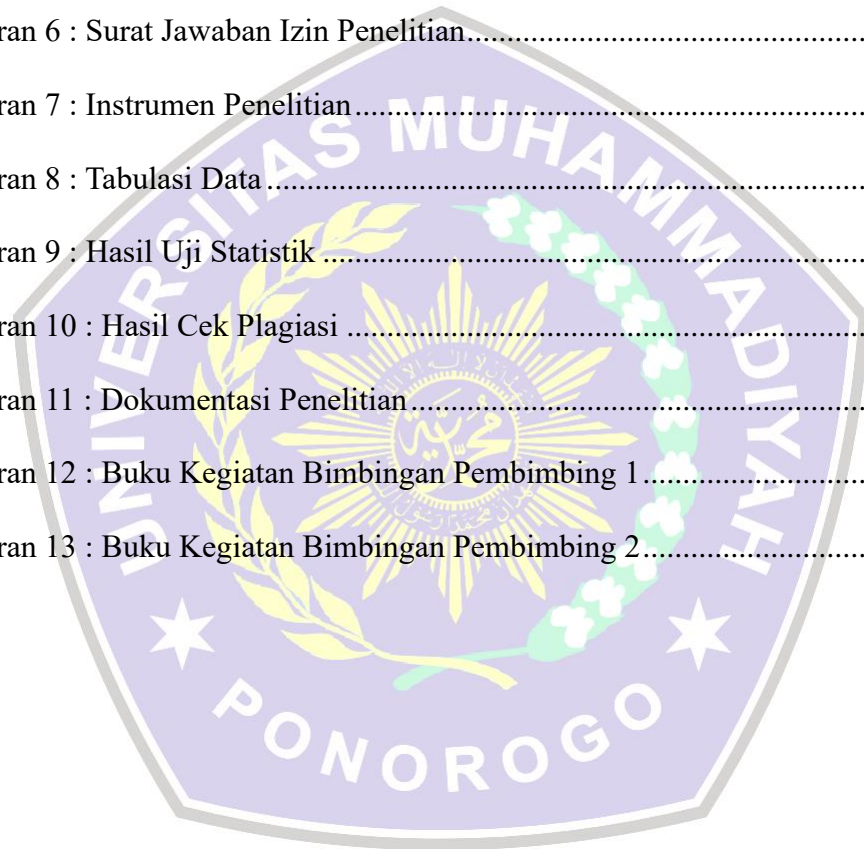 ran 6 : Surat Jawaban Izin Penelitian..........................................................
ran 7 : Instrumen Penelitian..........................................................................
ran 8 : Tabulasi Data......................................................................................
ran 9 : Hasil Uji Statistik...............................................................................
ran 10 : Hasil Cek Plagiasi ...........................................................................
ran 11 : Dokumentasi Penelitian...................................................................
ran 12 : Buku Kegiatan Bimbingan Pembimbing 1................................
ran 13 : Buku Kegiatan Bimbingan Pembimbing 2................................
UNIVERSITAS MUHAMMADIYAH
PONOROGO